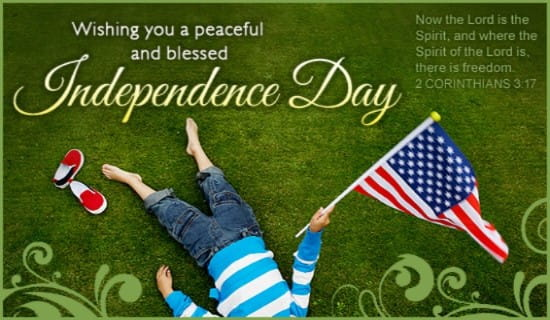 Wishing you a peaceful
and blessed
Independence Day
Now the Lord is the
Spirit, and where the
Spirit of the Lord is,
there is freedom.
2 CORINTHIANS 3:17